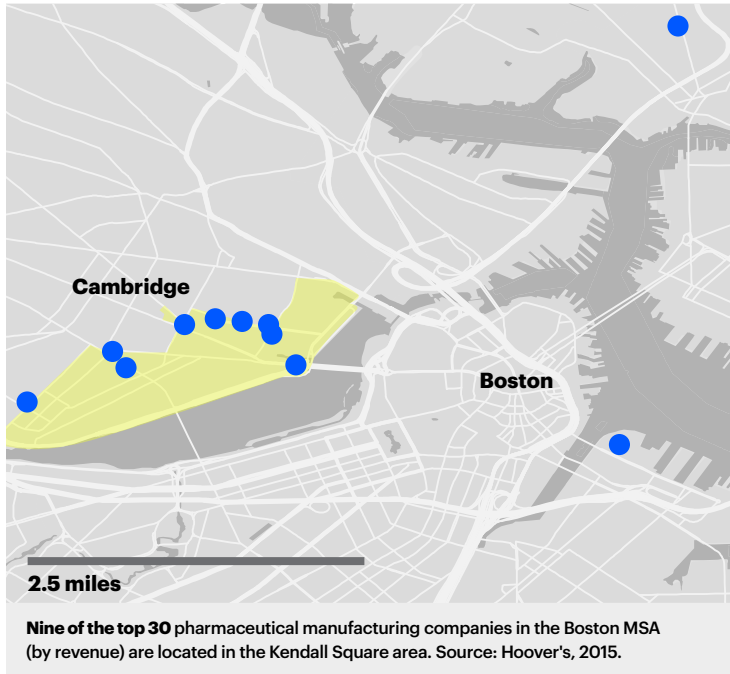 Cambridge
Boston
2.5 miles
Nine of the top 30 pharmaceutical manufacturing companies in the Boston MSA
(by revenue) are located in the Kendall Square area. Source: Hoover's, 2015.